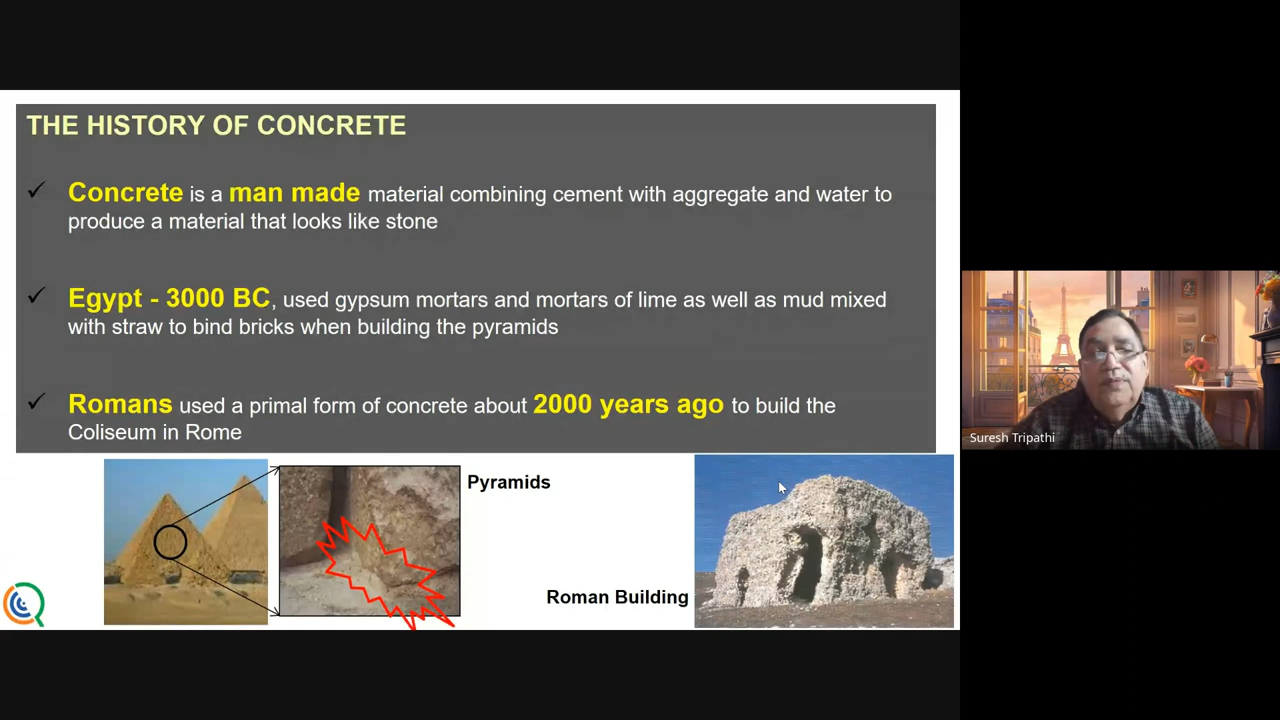 THE HISTORY OF CONCRETE
✓ Concrete is a man made material combining cement with aggregate and water to
produce a material that looks like stone
✓ Egypt - 3000 BC, used gypsum mortars and mortars of lime as well as mud mixed
with straw to bind bricks when building the pyramids
✓ Romans used a primal form of concrete about 2000 years ago to build the
Coliseum in Rome
Pyramids
Roman Building
Suresh Tripathi